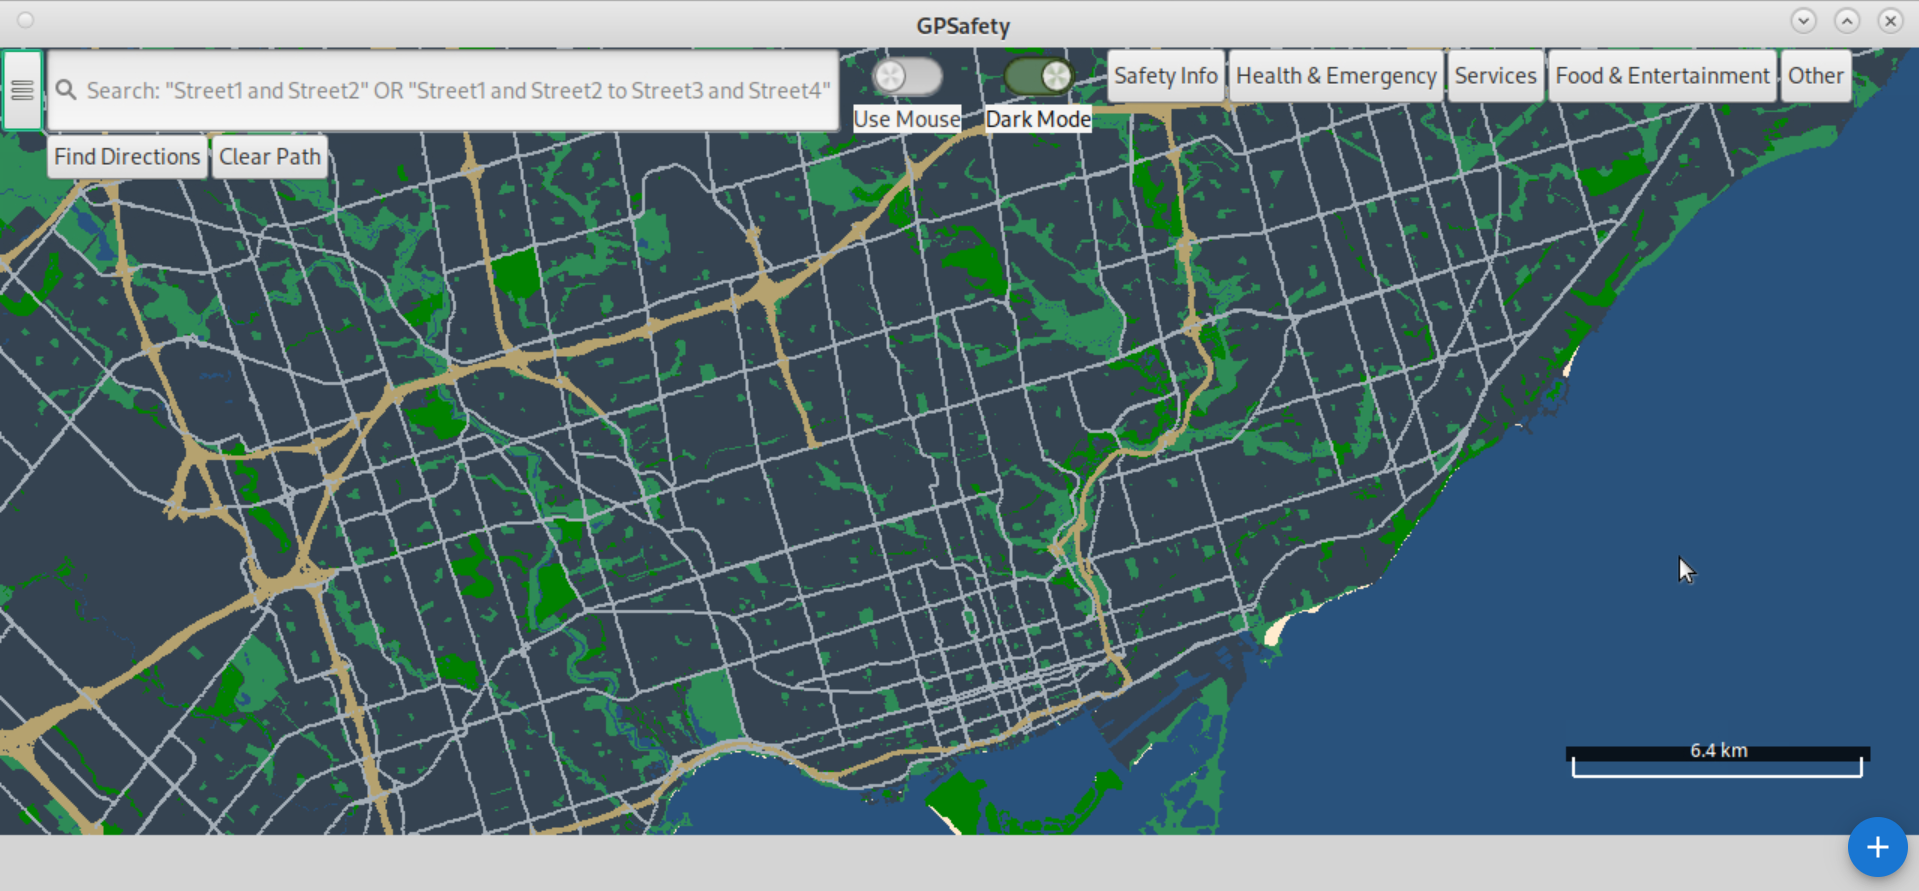 GPSafety
Search: "Street1 and Street2" OR "Street1 and Street2 to Street3 and Street4"
Use Mouse
Dark Mode
Safety Info
Health & Emergency
Services
Food & Entertainment
Other
Find Directions
Clear Path
6.4 km